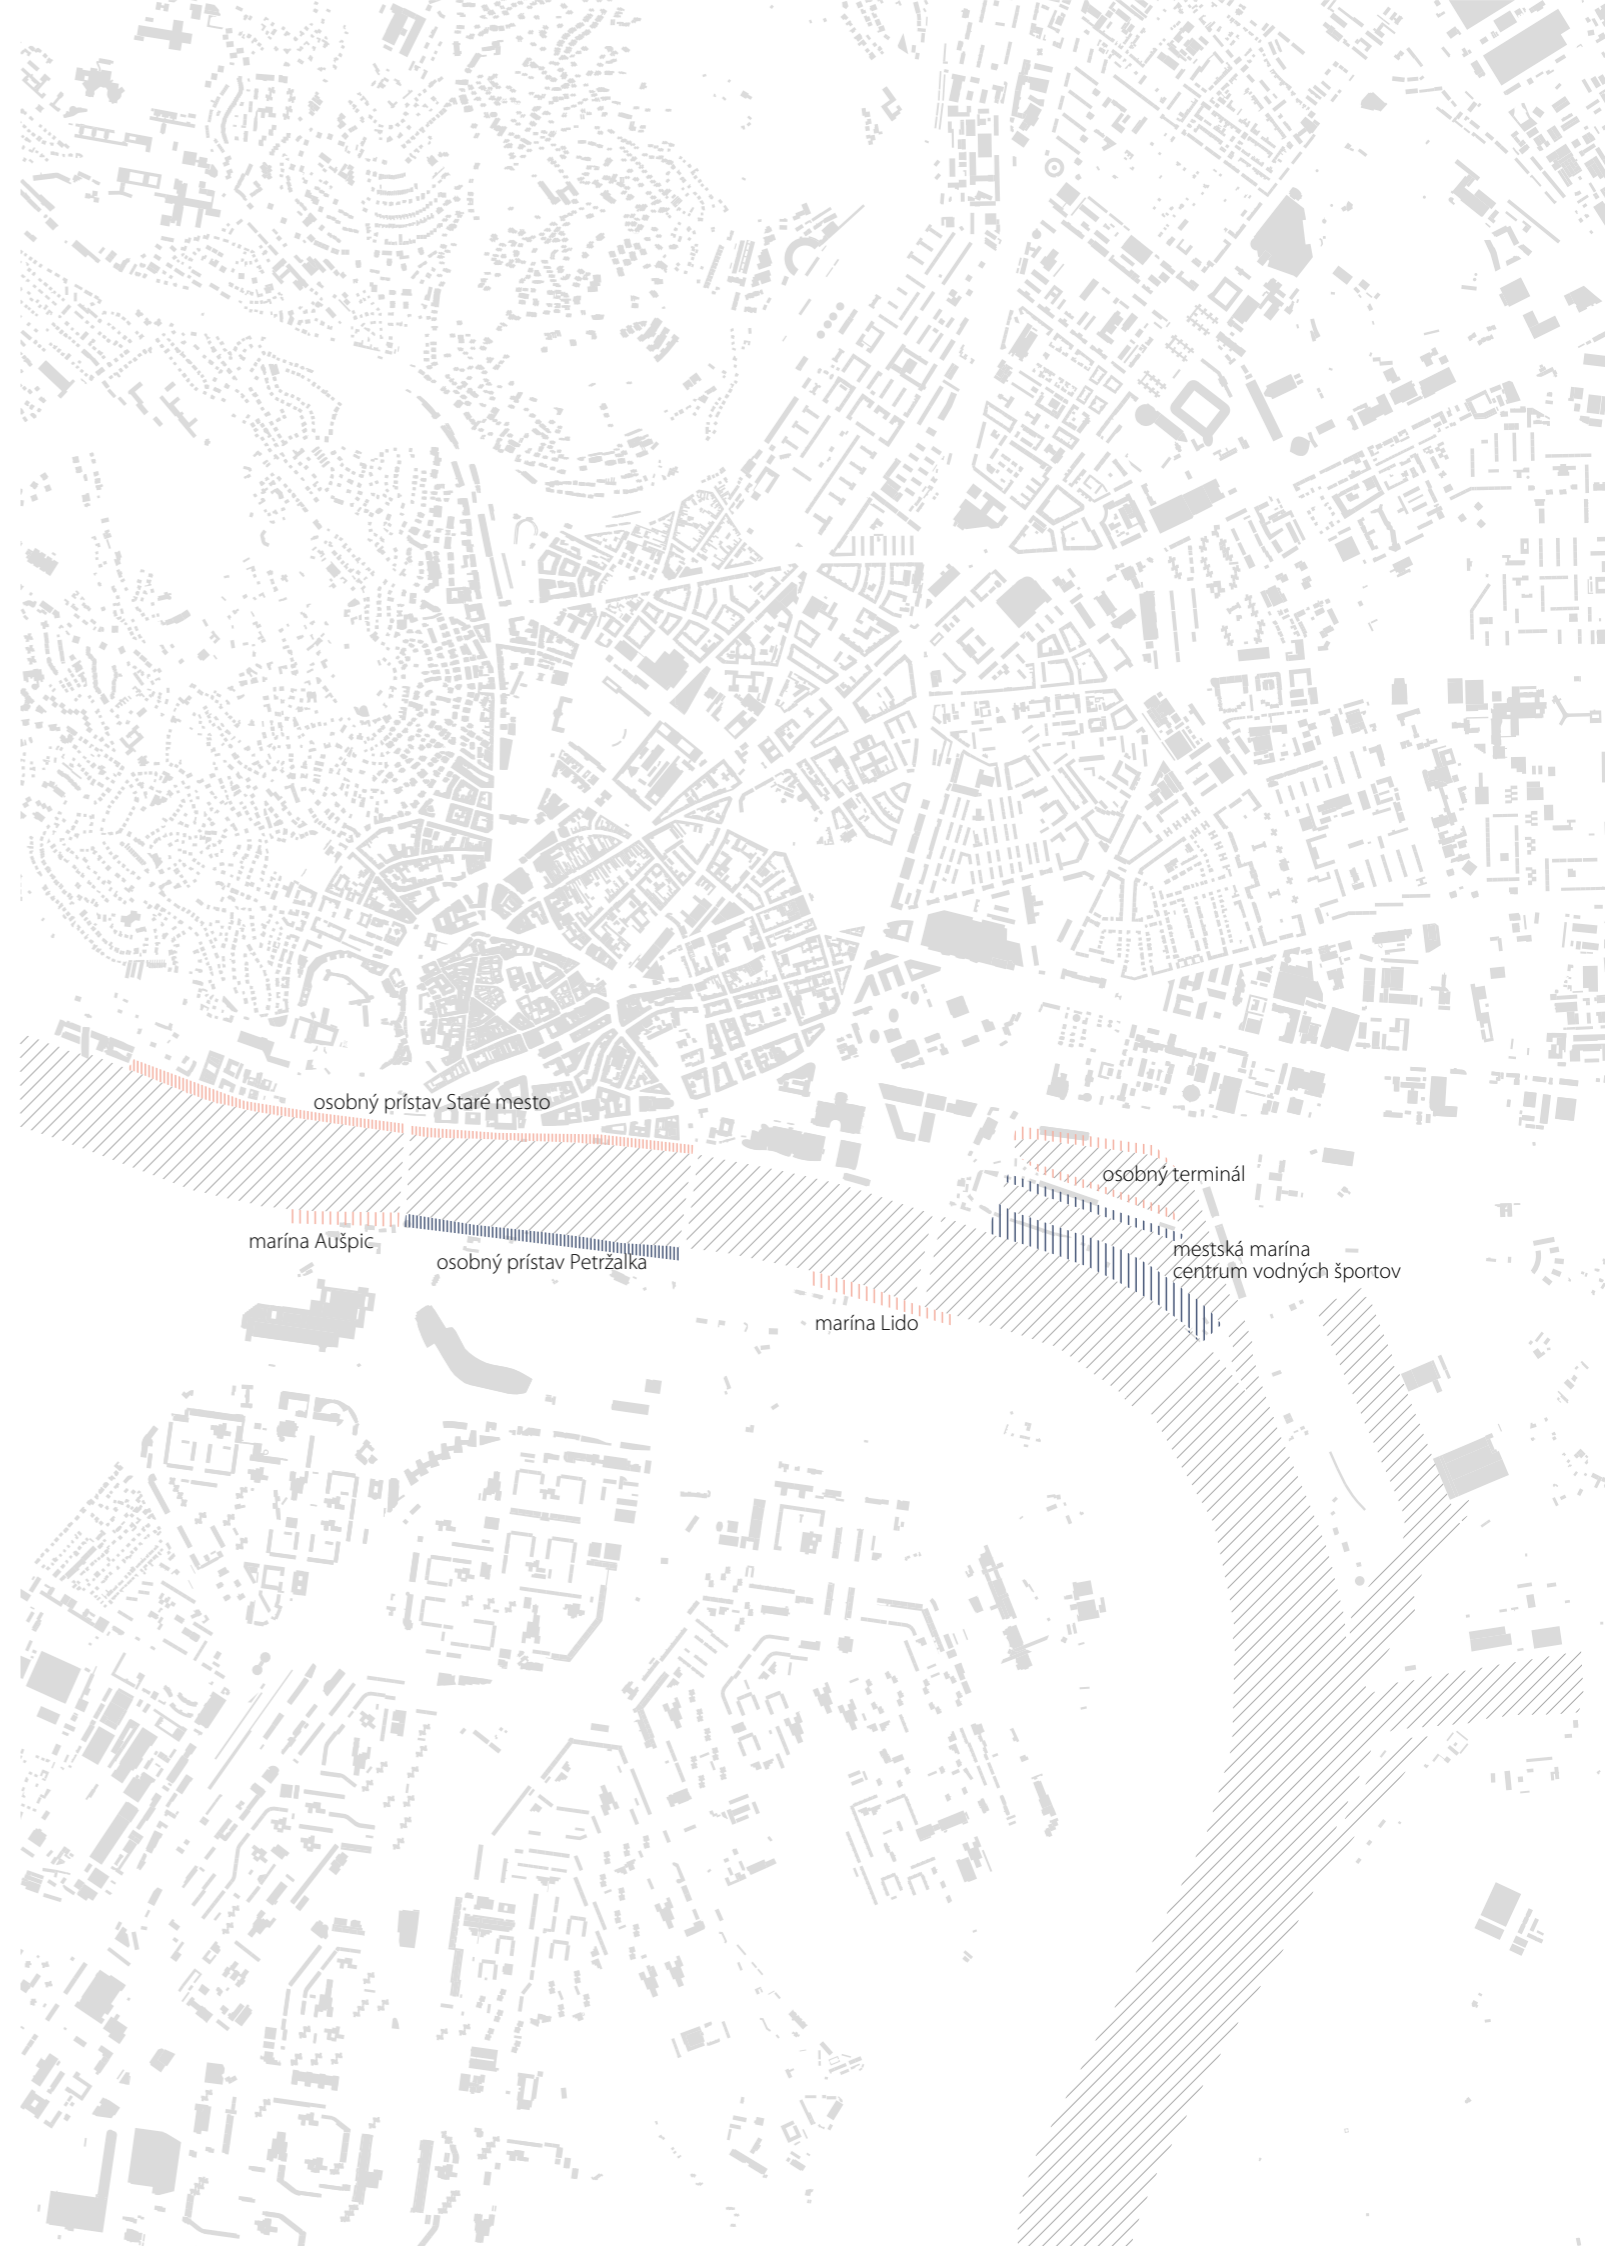 osobný prístav Staré mesto
osobný terminál
marína Aušpic
osobný prístav Petržalka
mestská marína
centrum vodných športov
marína Lido